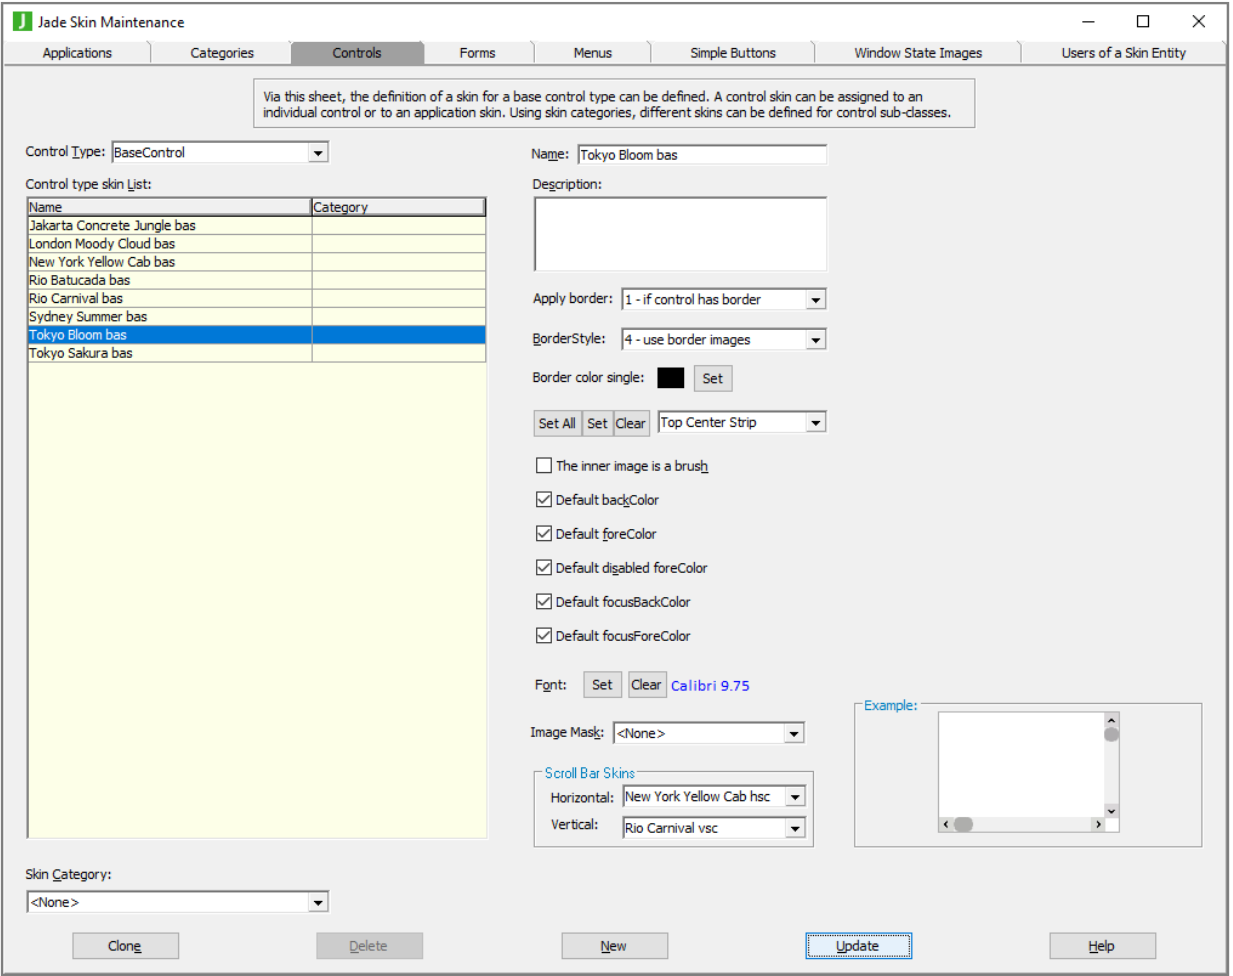 Jade Skin Maintenance
Applications
Categories
Controls
Forms
Menus
Simple Buttons
Window State Images
Users of a Skin Entity
Via this sheet, the definition of a skin for a base control type can be defined. A control skin can be assigned to an
individual control or to an application skin. Using skin categories, different skins can be defined for control sub-classes.
Control Type: BaseControl
Control type skin List:
Name Category
Jakarta Concrete Jungle bas
London Moody Cloud bas
New York Yellow Cab bas
Rio Batucada bas
Rio Carnival bas
Sydney Summer bas
Tokyo Bloom bas
Tokyo Sakura bas
Skin Category:
<None>
Name: Tokyo Bloom bas
Description:
Apply border: 1 - if control has border
BorderStyle: 4 - use border images
Border color single: Set
Set All Set Clear Top Center Strip
The inner image is a brush
Default backColor
Default foreColor
Default disabled foreColor
Default focusBackColor
Default focusForeColor
Font: Set Clear Calibri 9.75
Image Mask: <None>
Scroll Bar Skins
Horizontal: New York Yellow Cab hsc
Vertical: Rio Carnival vsc
Example:
Clone
Delete
New
Update
Help